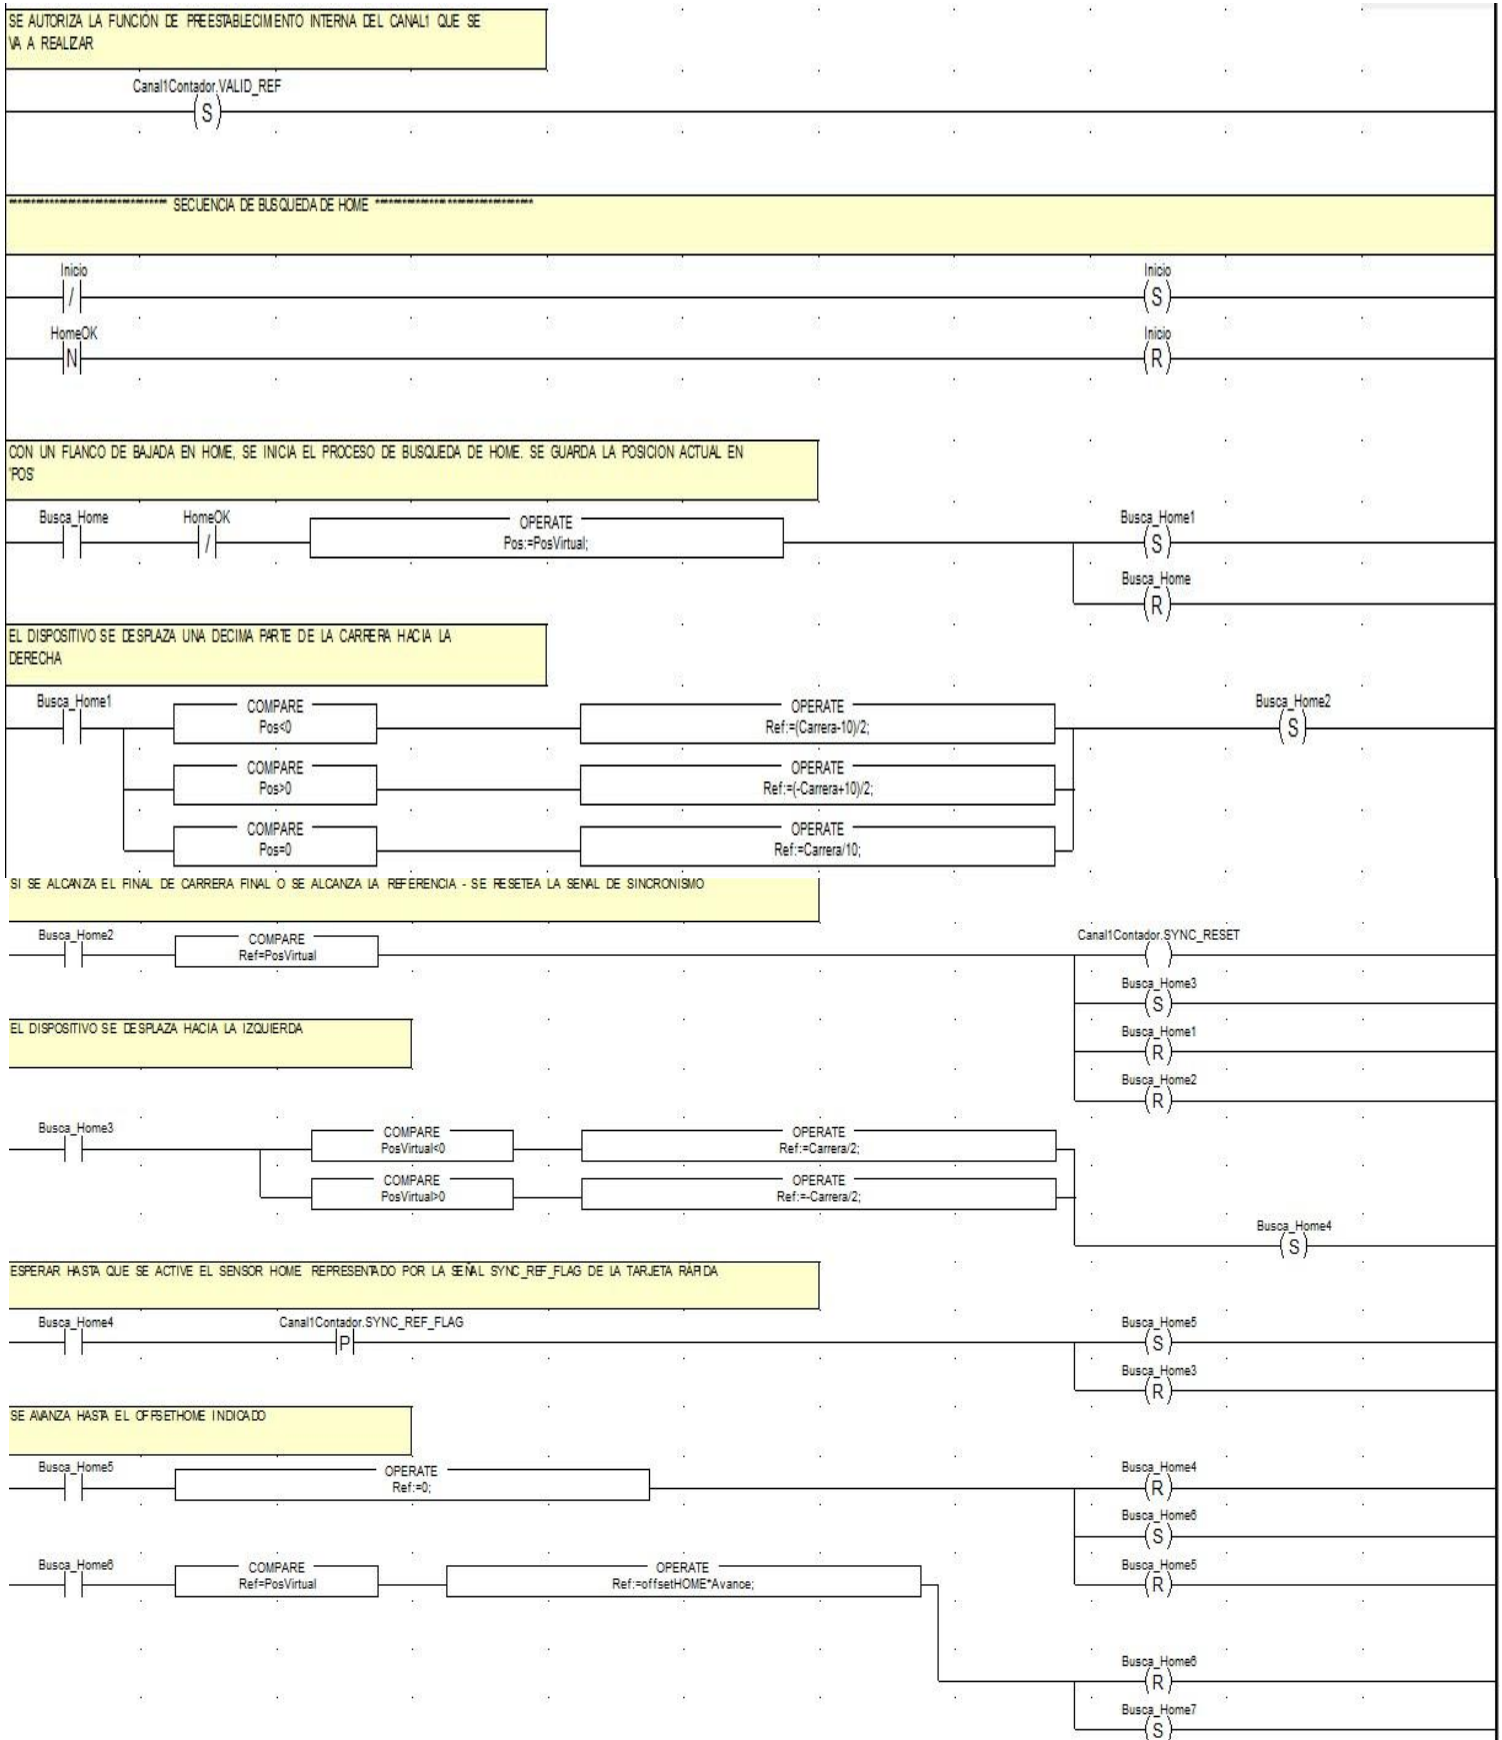 SE AUTORIZA LA FUNCIÓN DE PREESTABLECIMIENTO INTERNA DEL CANAL1 QUE SE
VA A REALIZAR
Canal1Contador.VALID_REF
S
********************************** SECUENCIA DE BUSQUEDA DE HOME **********************************
Inicio
Inicio
/
S
HomeOK
Inicio
N
R
CON UN FLANCO DE BAJADA EN HOME, SE INICIA EL PROCESO DE BUSQUEDA DE HOME. SE GUARDA LA POSICION ACTUAL EN
'POS'
Busca_Home
HomeOK
OPERATE
Busca_Home1
/
Pos:=PosVirtual;
S
Busca_Home
R
EL DISPOSITIVO SE DESPLAZA UNA DECIMA PARTE DE LA CARRERA HACIA LA
DERECHA
Busca_Home1
COMPARE
OPERATE
Busca_Home2
Pos<0
Ref:=(Carrera-10)/2;
S
COMPARE
OPERATE
Pos>0
Ref:=(-Carrera+10)/2;
COMPARE
OPERATE
Pos=0
Ref:=Carrera/10;
SI SE ALCANZA EL FINAL DE CARRERA FINAL O SE ALCANZA LA REFERENCIA - SE RESETEA LA SENAL DE SINCRONISMO
Busca_Home2
COMPARE
Canal1Contador.SYNC_RESET
Ref=PosVirtual
Busca_Home3
S
EL DISPOSITIVO SE DESPLAZA HACIA LA IZQUIERDA
Busca_Home1
R
Busca_Home2
R
Busca_Home3
COMPARE
OPERATE
PosVirtual<0
Ref:=Carrera/2;
COMPARE
OPERATE
PosVirtual>0
Ref:=-Carrera/2;
Busca_Home4
S
ESPERAR HASTA QUE SE ACTIVE EL SENSOR HOME REPRESENTADO POR LA SEÑAL SYNC_REF_FLAG DE LA TARJETA RÁPIDA
Busca_Home4
Canal1Contador.SYNC_REF_FLAG
Busca_Home5
P
S
Busca_Home3
R
SE AVANZA HASTA EL OFFSETHOME INDICADO
Busca_Home5
OPERATE
Busca_Home4
Ref:=0;
R
Busca_Home6
S
Busca_Home6
COMPARE
OPERATE
Busca_Home5
Ref=PosVirtual
Ref:=offsetHOME*Avance;
R
Busca_Home6
R
Busca_Home7
S